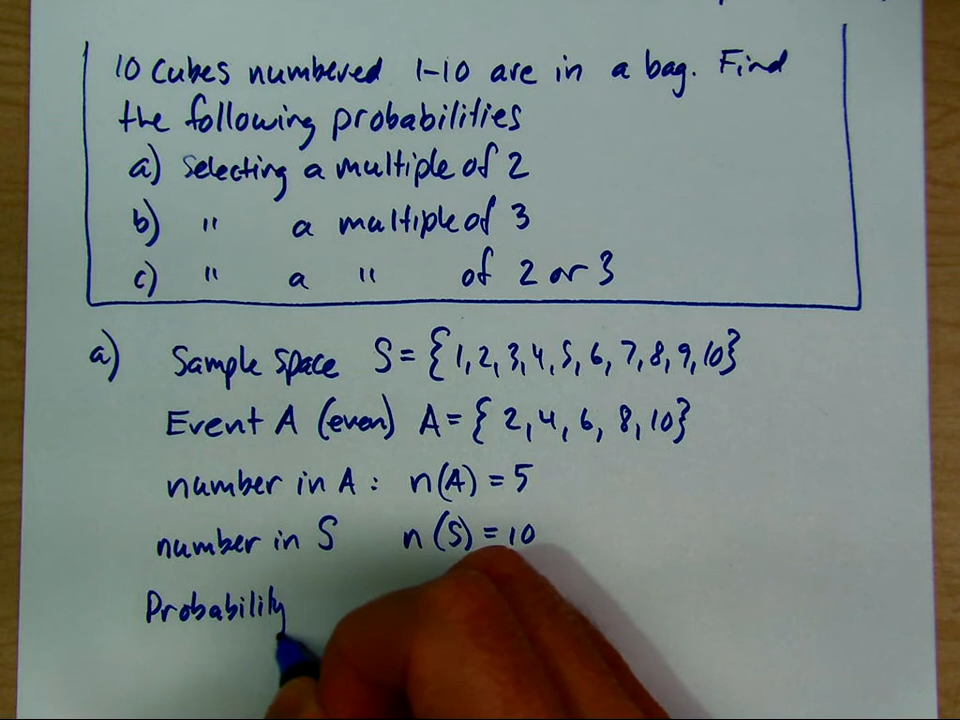 10 Cubes numbered 1-10 are in a bag. Find
the following probabilities
a) Selecting a multiple of 2
b) " a multiple of 3
c) " a " of 2 or 3
a) Sample Space S = {1, 2, 3, 4, 5, 6, 7, 8, 9, 10}
Event A (even) A = { 2, 4, 6, 8, 10}
number in A : n(A) = 5
number in S n(S) = 10
Probability